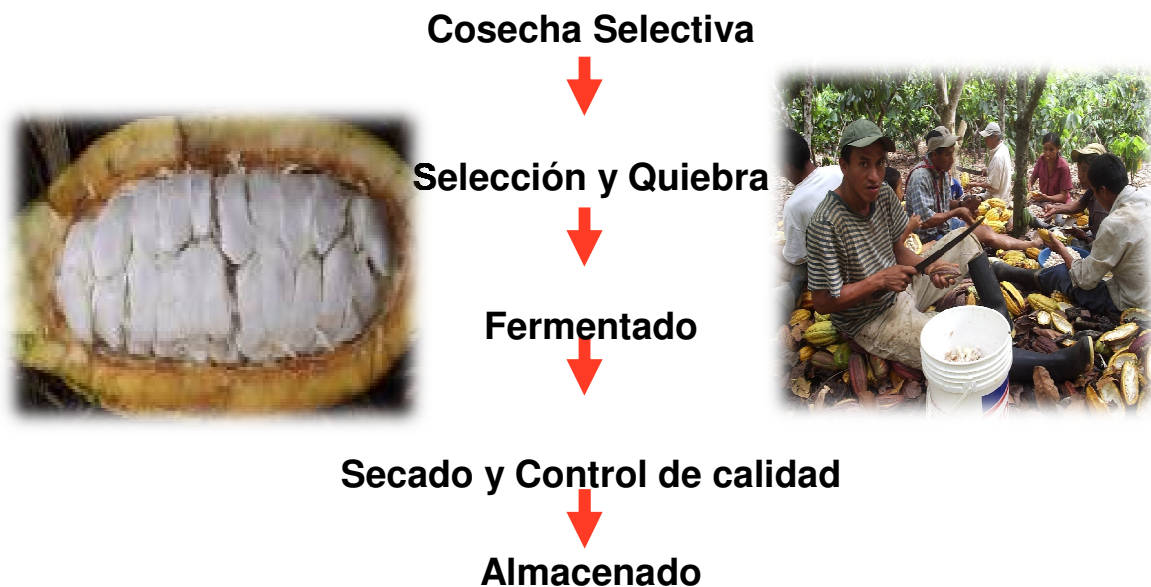 Cosecha Selectiva
Selección y Quiebra
Fermentado
Secado y Control de calidad
Almacenado